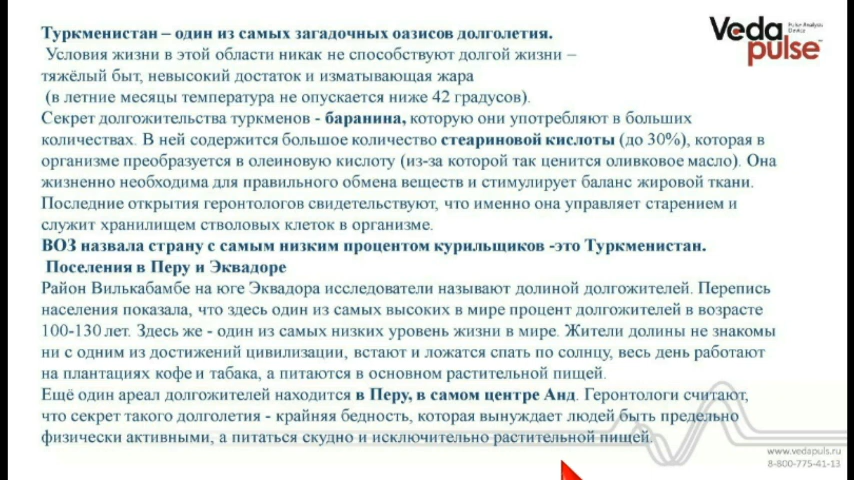 Туркменистан – один из самых загадочных оазисов долголетия.
Условия жизни в этой области никак не способствуют долгой жизни –
тяжёлый быт, невысокий достаток и изматывающая жара
(в летние месяцы температура не опускается ниже 42 градусов).
Секрет долгожительства туркменов - баранина, которую они употребляют в больших
количествах. В ней содержится большое количество стеариновой кислоты (до 30%), которая в
организме преобразуется в олеиновую кислоту (из-за которой так ценится оливковое масло). Она
жизненно необходима для правильного обмена веществ и стимулирует баланс жировой ткани.
Последние открытия геронтологов свидетельствуют, что именно она управляет старением и
служит хранилищем стволовых клеток в организме.
ВОЗ назвала страну с самым низким процентом курильщиков -это Туркменистан.
Поселения в Перу и Эквадоре
Район Вилькабамбе на юге Эквадора исследователи называют долиной долгожителей. Перепись
населения показала, что здесь один из самых высоких в мире процент долгожителей в возрасте
100-130 лет. Здесь же - один из самых низких уровень жизни в мире. Жители долины не знакомы
ни с одним из достижений цивилизации, встают и ложатся спать по солнцу, весь день работают
на плантациях кофе и табака, а питаются в основном растительной пищей.
Ещё один ареал долгожителей находится в Перу, в самом центре Анд. Геронтологи считают,
что секрет такого долголетия - крайняя бедность, которая вынуждает людей быть предельно
физически активными, а питаться скудно и исключительно растительной пищей.
Veda
pulse™
Pulse Analysis
www.vedapuls.ru
8-800-775-41-13